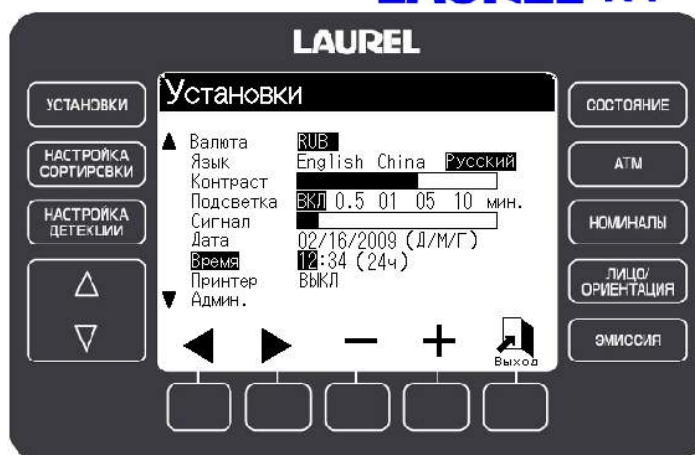 LAUREL
УСТАНОВКИ
НАСТРОЙКА
СОРТИРСВКИ
НАСТРОЙКА
ДЕТЕКЦИИ
Установки
Валюта RUB
Язык English China Русский
Контраст
Подсветка ВКЛ 0.5 01 05 10 мин.
Сигнал
Дата 02/16/2009 (Д/М/Г)
Время 12:34 (24ч)
Принтер ВЫКЛ
Админ.
Выход
СОСТОЯНИЕ
ATM
НОМИНАЛЫ
ЛИЦО/
ОРИЕНТАЦИЯ
ЭМИССИЯ